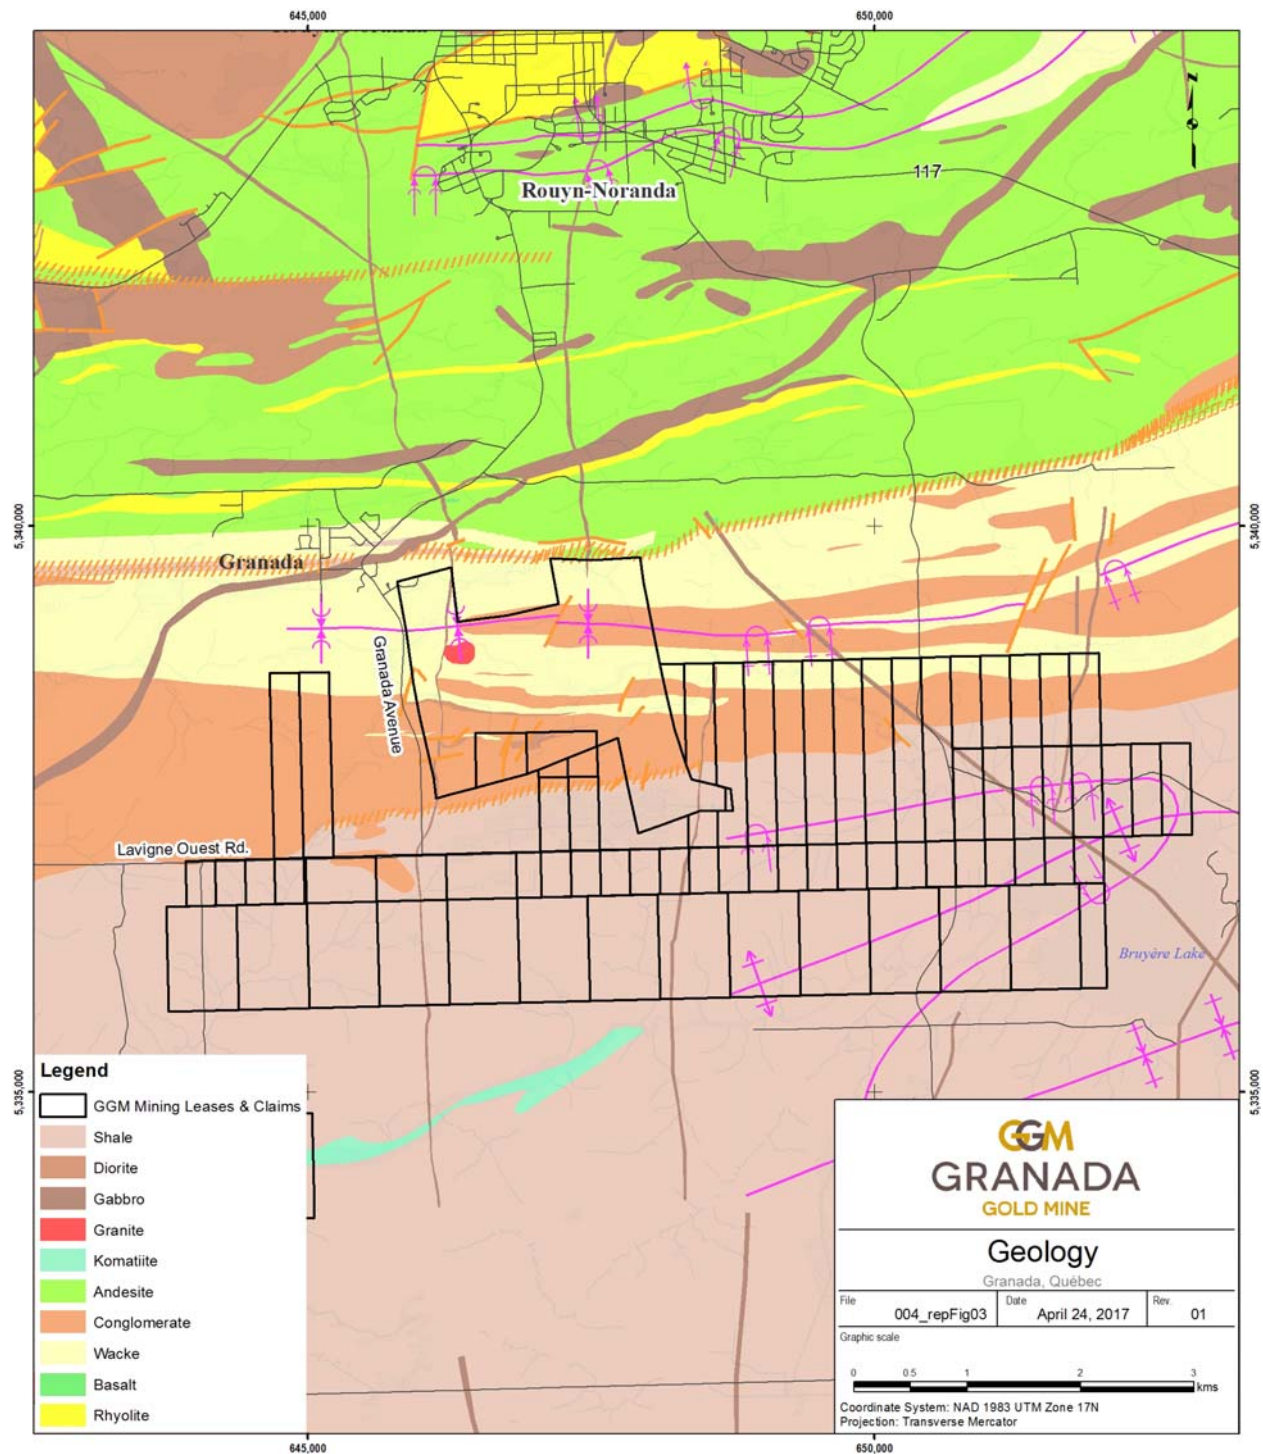 645,000
650,000
N
117
Rouyn-Noranda
5,340,000
5,340,000
Granada
Granada Avenue
Lavigne Ouest Rd.
Bruyère Lake
5,335,000
5,335,000
Legend
GGM Mining Leases & Claims
Shale
Diorite
Gabbro
Granite
Komatiite
Andesite
Conglomerate
Wacke
Basalt
Rhyolite
GGM
GRANADA
GOLD MINE
Geology
Granada, Québec
File
004_repFig03
Date
April 24, 2017
Rev.
01
Graphic scale
0 0.5 1 2 3
kms
Coordinate System: NAD 1983 UTM Zone 17N
Projection: Transverse Mercator
645,000
650,000